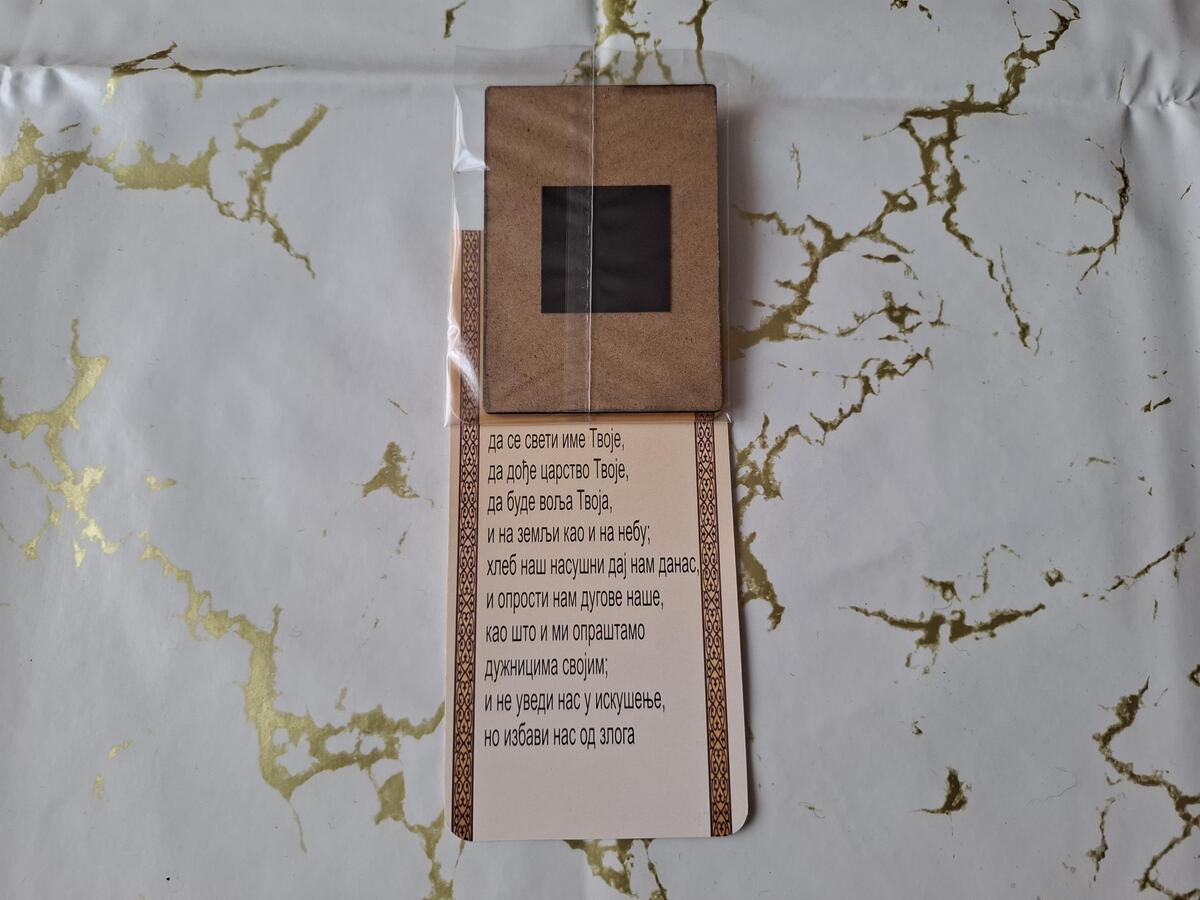 да се свети име Твоје,
да дође царство Твоје,
да буде воља Твоја,
и на земљи као и на небу;
хлеб наш насушни дај нам данас,
и опрости нам дугове наше,
као што и ми опраштамо
дужницима својим;
и не уведи нас у искушење,
но избави нас од злога